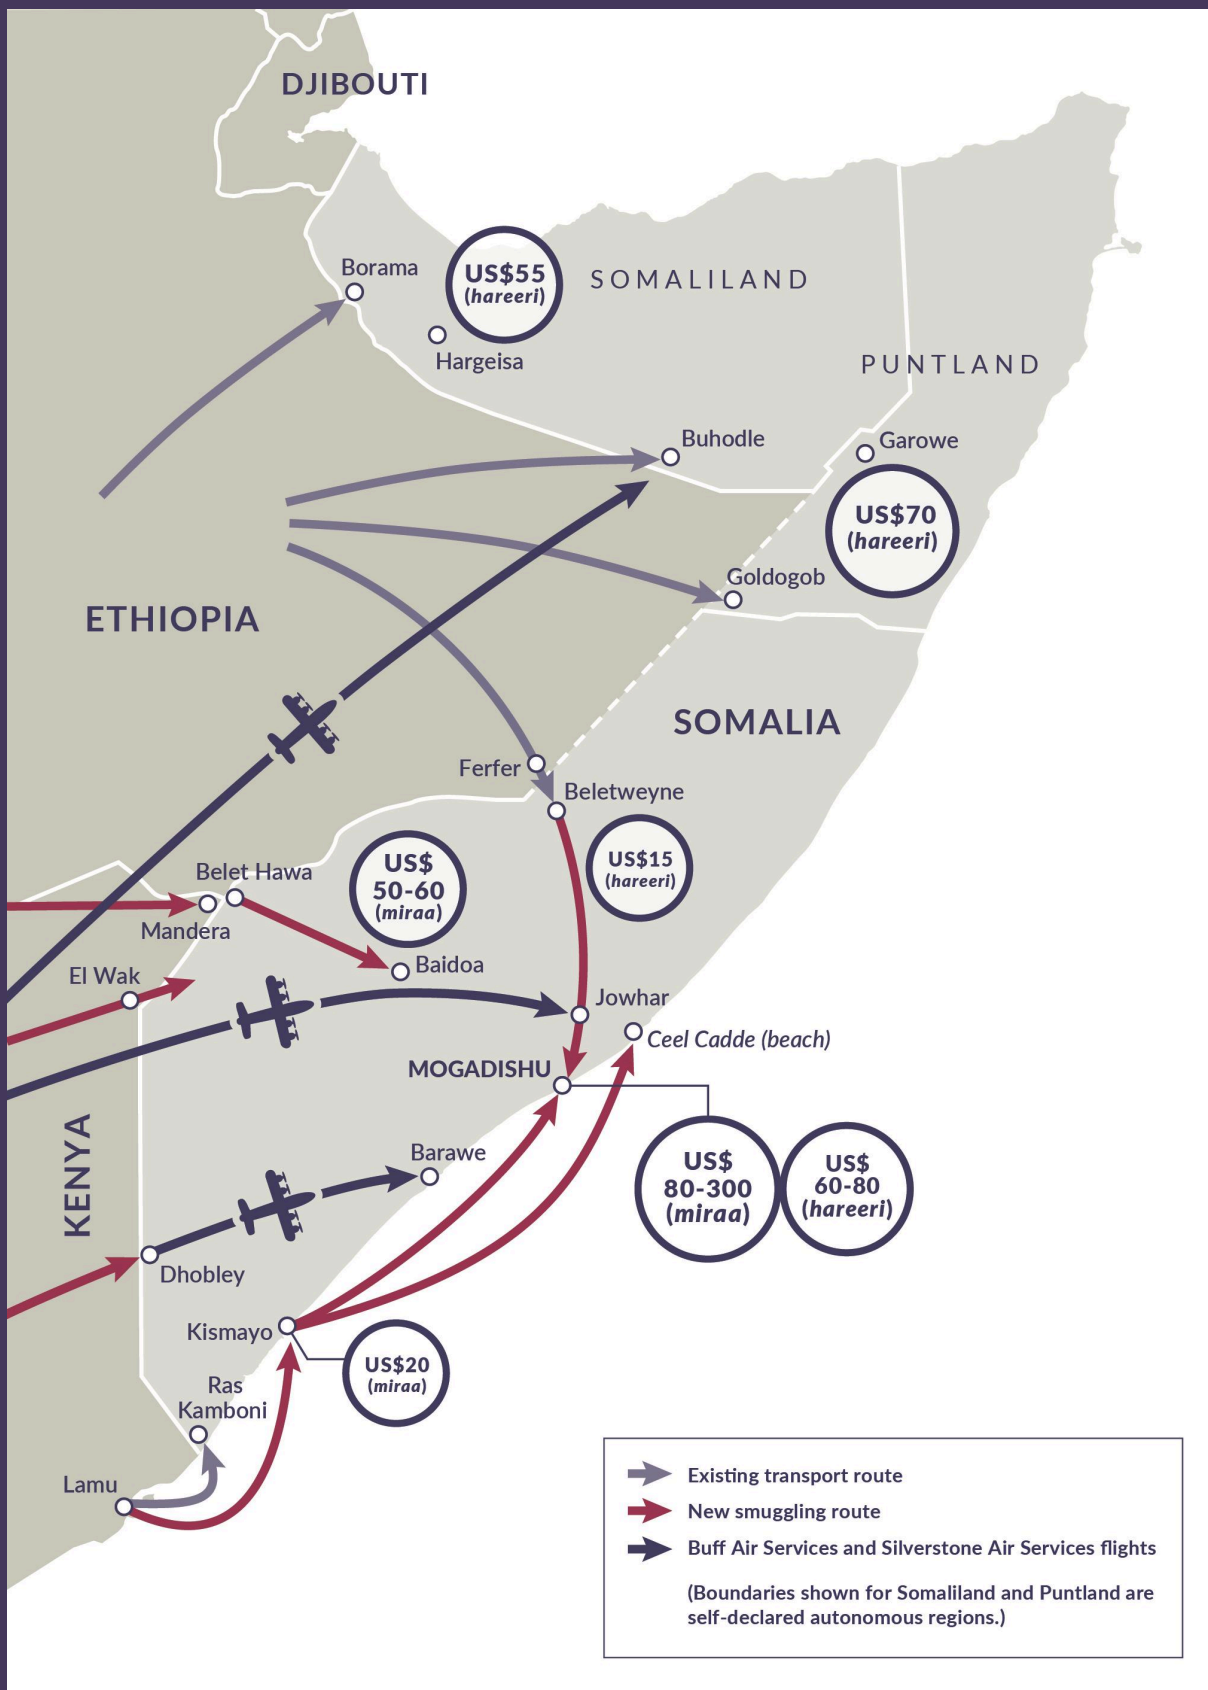 DJIBOUTI
Borama
US$55
(hareeri)
SOMALILAND
Hargeisa
PUNTLAND
Buhodle
Garowe
US$70
(hareeri)
Goldogob
ETHIOPIA
SOMALIA
Ferfer
Beletweyne
US$15
(hareeri)
Belet Hawa
US$
50-60
(miraa)
Mandera
El Wak
Baidoa
Jowhar
Ceel Cadde (beach)
MOGADISHU
KENYA
Barawe
US$
80-300
(miraa)
US$
60-80
(hareeri)
Dhobley
Kismayo
US$20
(miraa)
Ras
Kamboni
Lamu
Existing transport route
New smuggling route
Buff Air Services and Silverstone Air Services flights
(Boundaries shown for Somaliland and Puntland are
self-declared autonomous regions.)